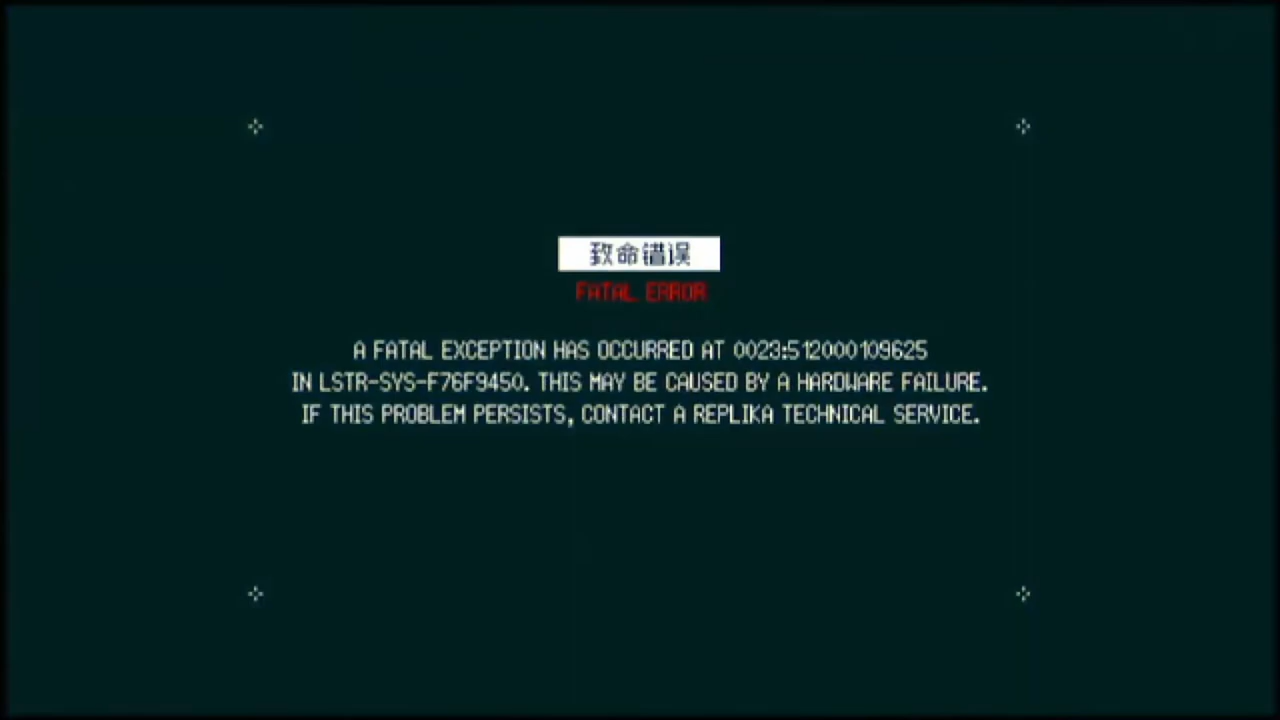 致命错误
FATAL ERROR
A FATAL EXCEPTION HAS OCCURRED AT 0023:512000109625
IN LSTR-SYS-F76F9450. THIS MAY BE CAUSED BY A HARDWARE FAILURE.
IF THIS PROBLEM PERSISTS, CONTACT A REPLIKA TECHNICAL SERVICE.